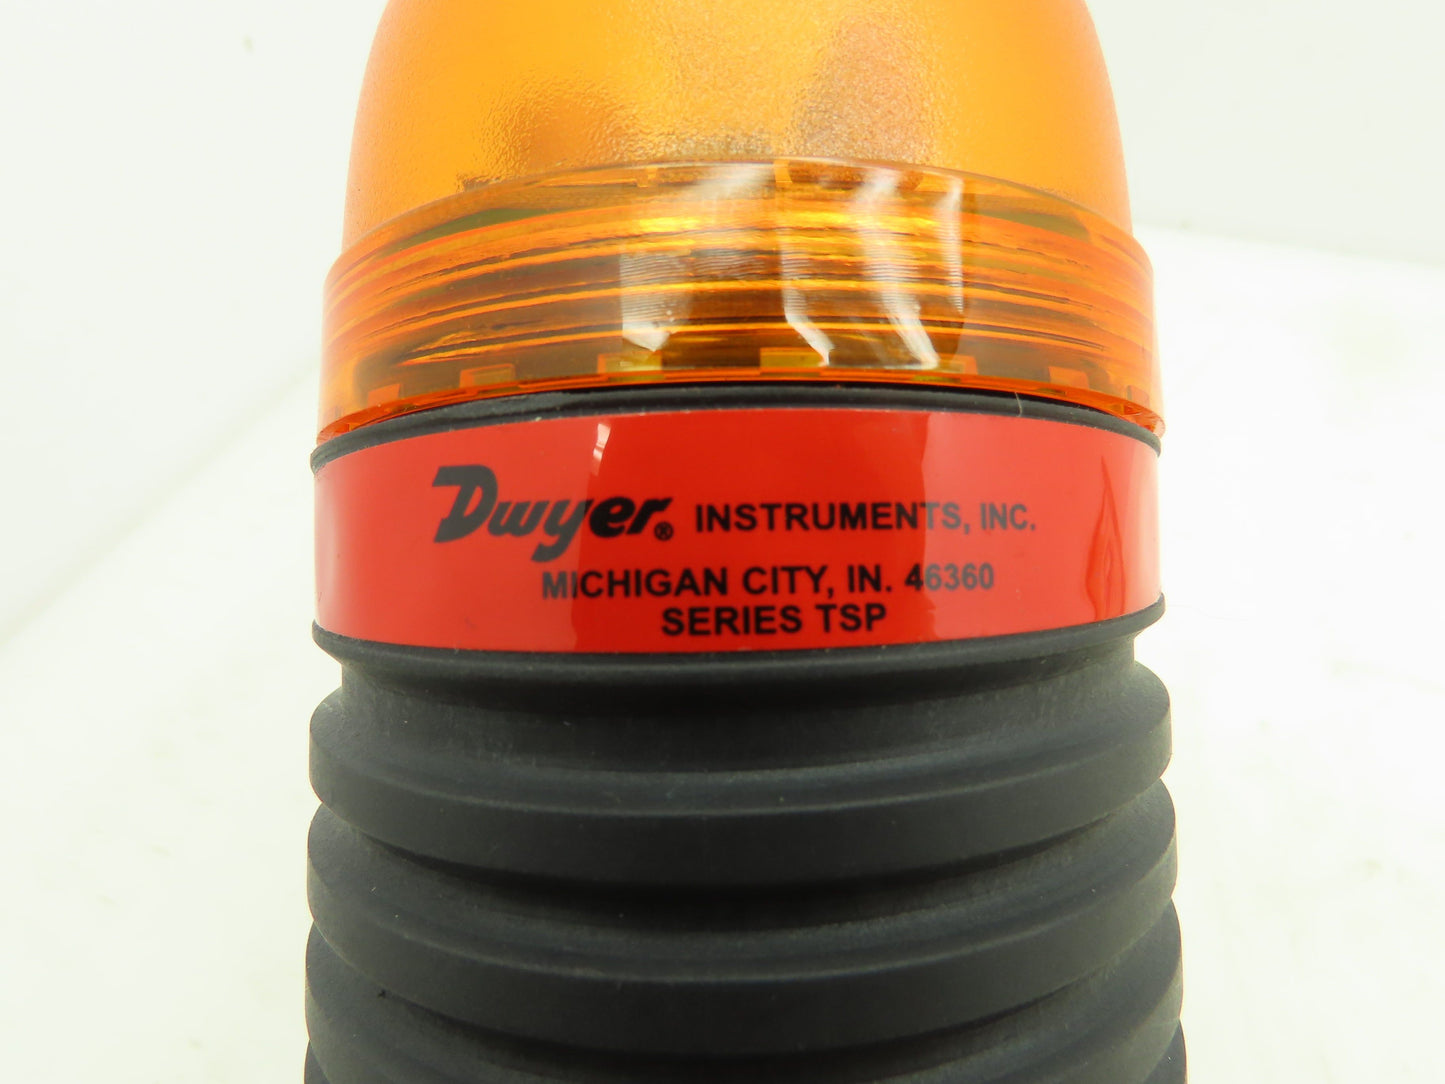 Dwyer® INSTRUMENTS, INC.
MICHIGAN CITY, IN. 46360
SERIES TSP